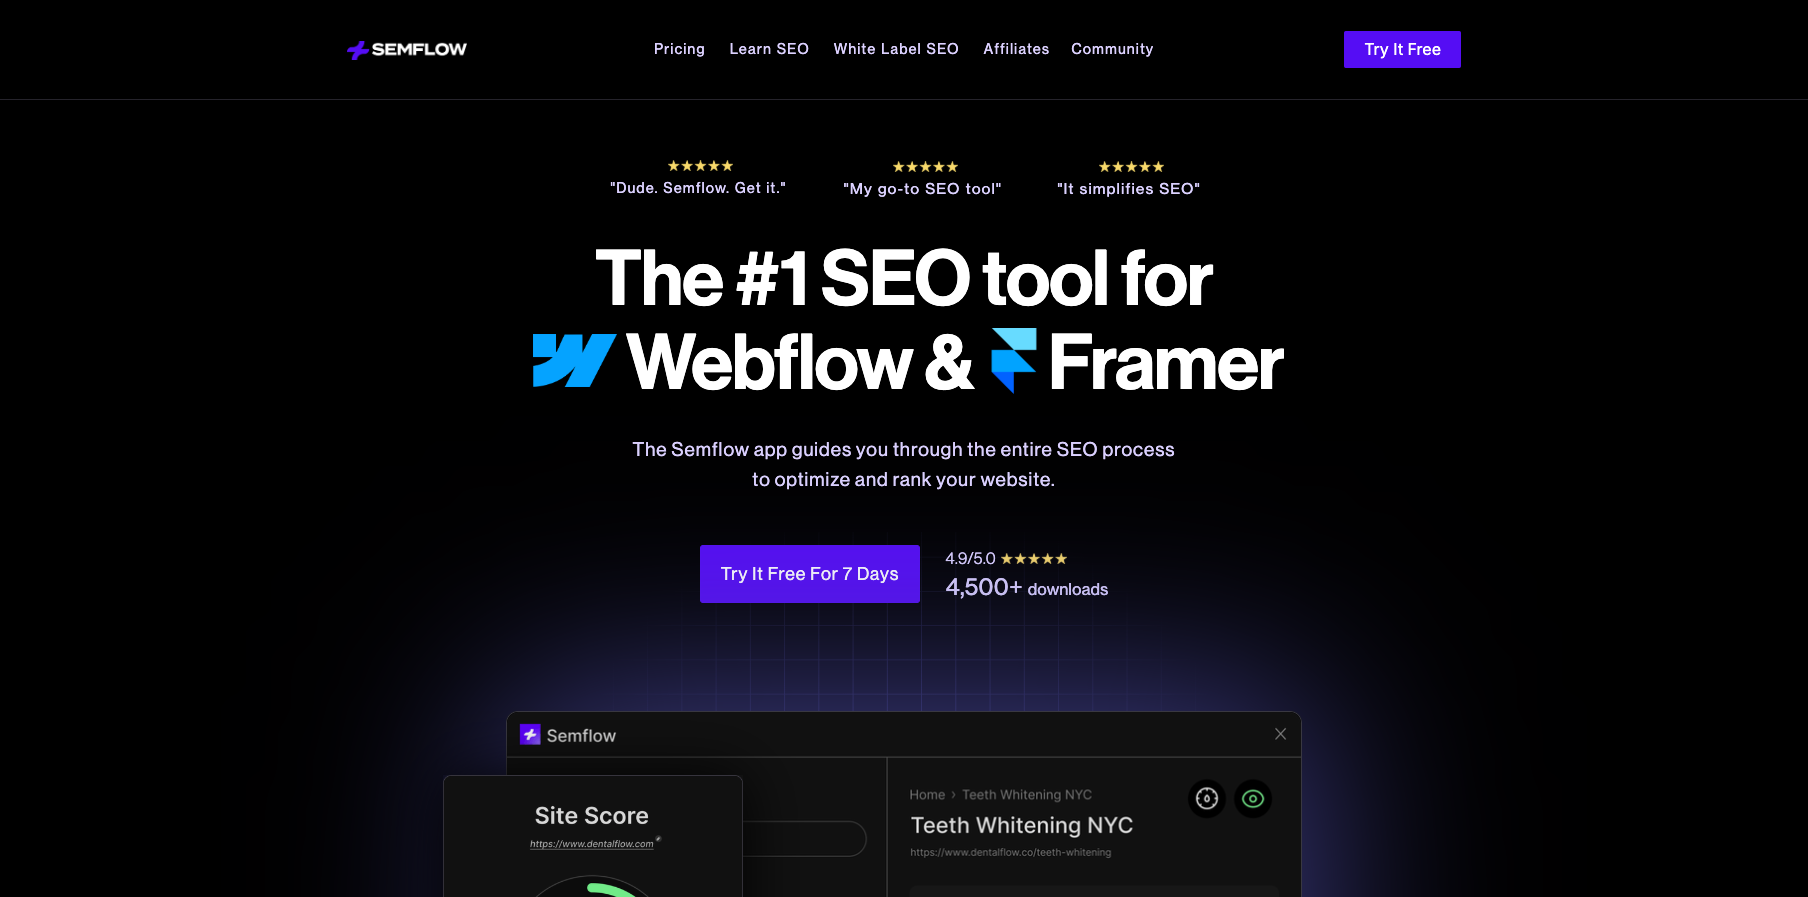 SEMFLOW
Pricing
Learn SEO
White Label SEO
Affiliates
Community
Try It Free
★★★★★
★★★★★
★★★★★
"Dude. Semflow. Get it."
"My go-to SEO tool"
"It simplifies SEO"
The #1 SEO tool for
Webflow & Framer
The Semflow app guides you through the entire SEO process
to optimize and rank your website.
Try It Free For 7 Days
4.9/5.0 ★★★★★
4,500+ downloads
Semflow
Site Score
https://www.dentalflow.com
Home › Teeth Whitening NYC
Teeth Whitening NYC
https://www.dentalflow.co/teeth-whitening